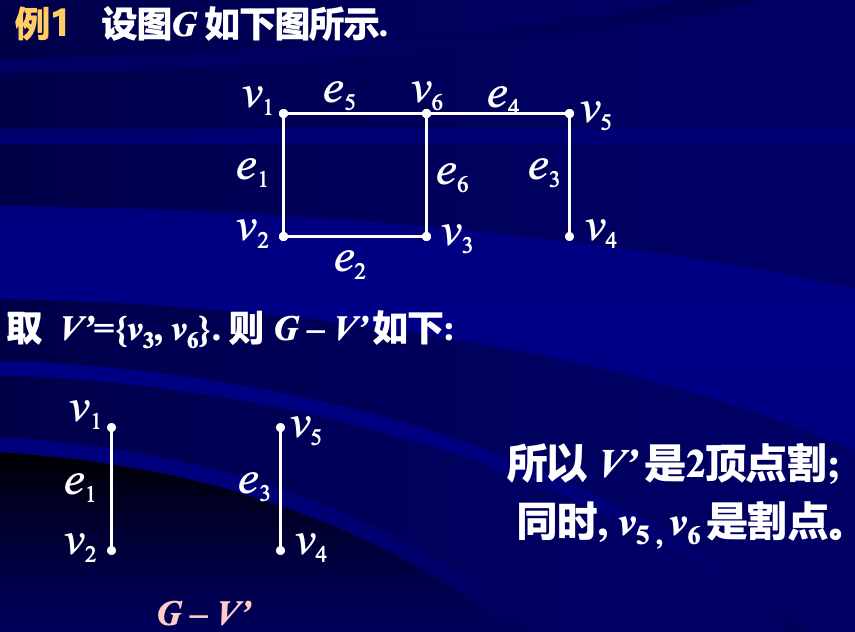 例1 设图G 如下图所示.
v1 e5 v6 e4 v5
e1 e6 e3
v2 v3 v4
e2
取 V’={v3, v6}. 则 G – V’如下:
v1 v5
e1 e3
v2 v4
G – V’
所以 V’是2顶点割;
同时, v5 , v6 是割点。